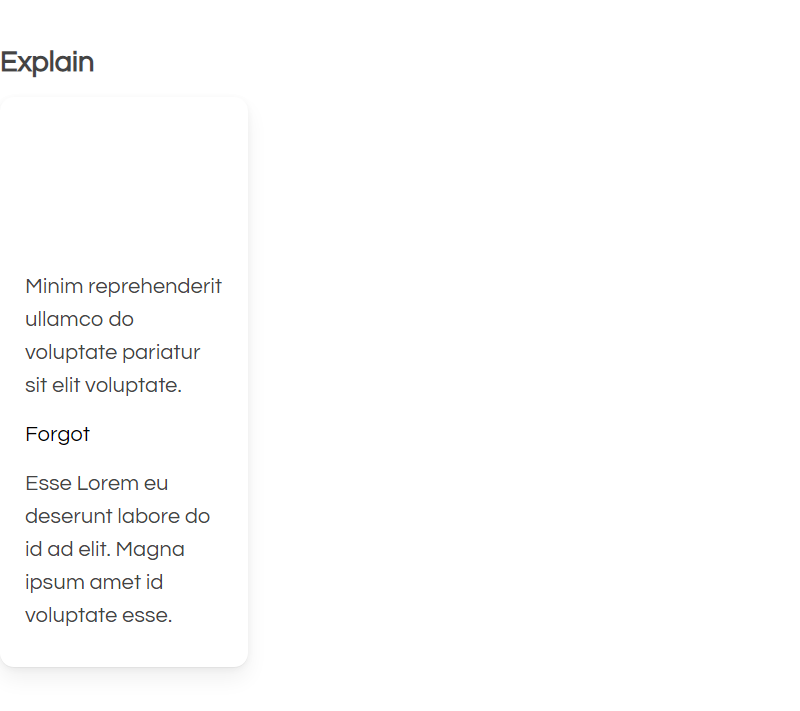 Explain
Minim reprehenderit
ullamco do
voluptate pariatur
sit elit voluptate.
Forgot
Esse Lorem eu
deserunt labore do
id ad elit. Magna
ipsum amet id
voluptate esse.